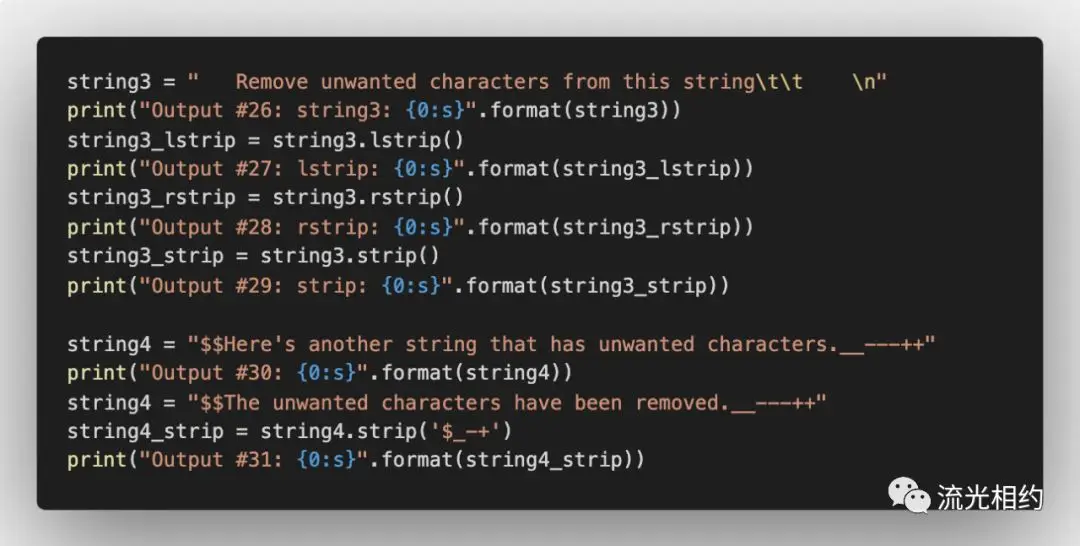 string3 = "   Remove unwanted characters from this string\t\t    \n"
print("Output #26: string3: {0:s}".format(string3))
string3_lstrip = string3.lstrip()
print("Output #27: lstrip: {0:s}".format(string3_lstrip))
string3_rstrip = string3.rstrip()
print("Output #28: rstrip: {0:s}".format(string3_rstrip))
string3_strip = string3.strip()
print("Output #29: strip: {0:s}".format(string3_strip))

string4 = "$$Here's another string that has unwanted characters.__---++"
print("Output #30: {0:s}".format(string4))
string4 = "$$The unwanted characters have been removed.__---++"
string4_strip = string4.strip('$_-+')
print("Output #31: {0:s}".format(string4_strip))
流光相约